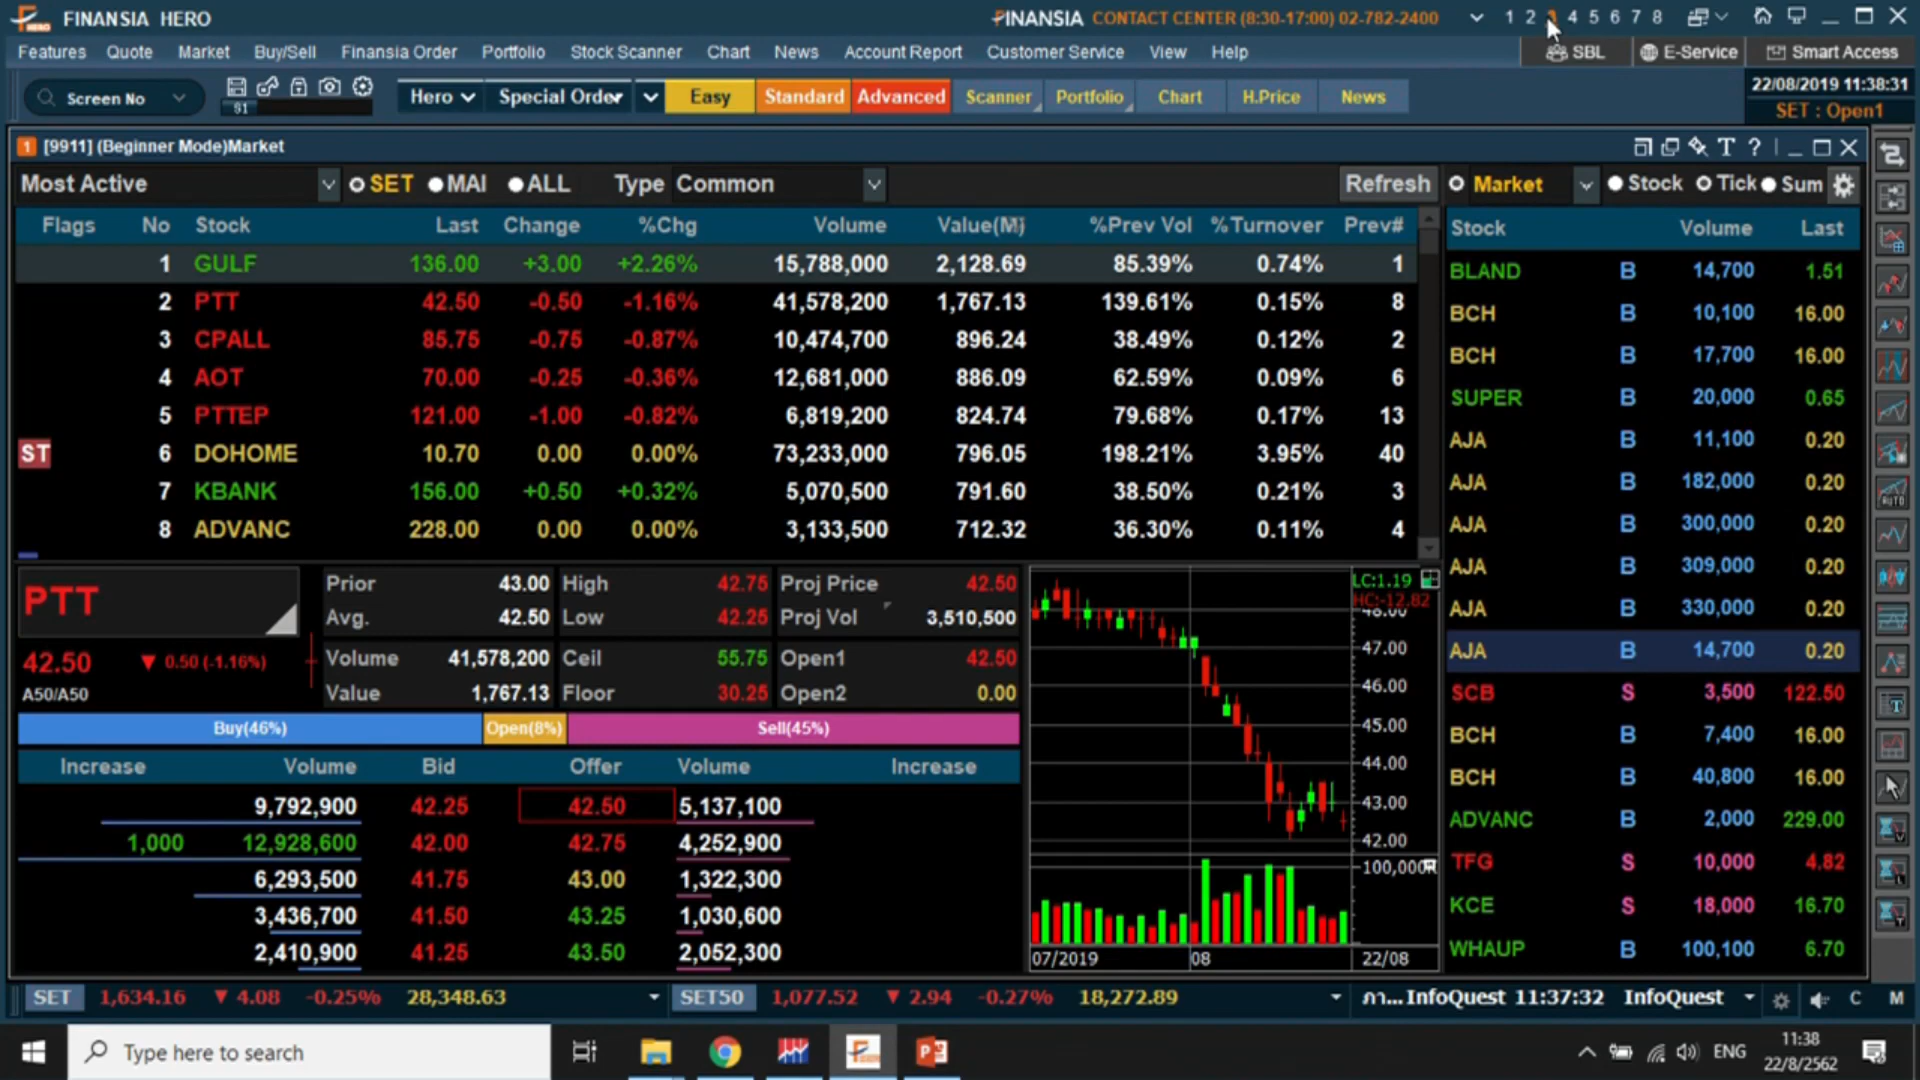 FINANSIA HERO
FINANSIA CONTACT CENTER (8:30-17:00) 02-782-2400
1 2 3 4 5 6 7 8
Features Quote Market Buy/Sell Finansia Order Portfolio Stock Scanner Chart News Account Report Customer Service View Help
SBL E-Service Smart Access
Screen No S1 Hero Special Order Easy Standard Advanced Scanner Portfolio Chart H.Price News
22/08/2019 11:38:31
SET : Open1
1 [9911] (Beginner Mode)Market
Most Active SET MAI ALL Type Common Refresh
Flags No Stock Last Change %Chg Volume Value(M) %Prev Vol %Turnover Prev#
1 GULF 136.00 +3.00 +2.26% 15,788,000 2,128.69 85.39% 0.74% 1
2 PTT 42.50 -0.50 -1.16% 41,578,200 1,767.13 139.61% 0.15% 8
3 CPALL 85.75 -0.75 -0.87% 10,474,700 896.24 38.49% 0.12% 2
4 AOT 70.00 -0.25 -0.36% 12,681,000 886.09 62.59% 0.09% 6
5 PTTEP 121.00 -1.00 -0.82% 6,819,200 824.74 79.68% 0.17% 13
ST 6 DOHOME 10.70 0.00 0.00% 73,233,000 796.05 198.21% 3.95% 40
7 KBANK 156.00 +0.50 +0.32% 5,070,500 791.60 38.50% 0.21% 3
8 ADVANC 228.00 0.00 0.00% 3,133,500 712.32 36.30% 0.11% 4
Market Stock Tick Sum
Stock Volume Last
BLAND B 14,700 1.51
BCH B 10,100 16.00
BCH B 17,700 16.00
SUPER B 20,000 0.65
AJA B 11,100 0.20
AJA B 182,000 0.20
AJA B 300,000 0.20
AJA B 309,000 0.20
AJA B 330,000 0.20
AJA B 14,700 0.20
SCB S 3,500 122.50
BCH B 7,400 16.00
BCH B 40,800 16.00
ADVANC B 2,000 229.00
TFG S 10,000 4.82
KCE S 18,000 16.70
WHAUP B 100,100 6.70
PTT
42.50 ▼ 0.50 (-1.16%)
A50/A50
Prior 43.00 High 42.75 Proj Price 42.50
Avg. 42.50 Low 42.25 Proj Vol 3,510,500
Volume 41,578,200 Ceil 55.75 Open1 42.50
Value 1,767.13 Floor 30.25 Open2 0.00
Buy(46%) Open(8%) Sell(45%)
Increase Volume Bid Offer Volume Increase
9,792,900 42.25 42.50 5,137,100
1,000 12,928,600 42.00 42.75 4,252,900
6,293,500 41.75 43.00 1,322,300
3,436,700 41.50 43.25 1,030,600
2,410,900 41.25 43.50 2,052,300
LC:1.19
HC:-12.82
48.00
47.00
46.00
45.00
44.00
43.00
42.00
100,000
07/2019 08 22/08
AUTO
SET 1,634.16 ▼ 4.08 -0.25% 28,348.63 SET50 1,077.52 ▼ 2.94 -0.27% 18,272.89 ภา...InfoQuest 11:37:32 InfoQuest C M
Type here to search
ENG
11:38
22/8/2562